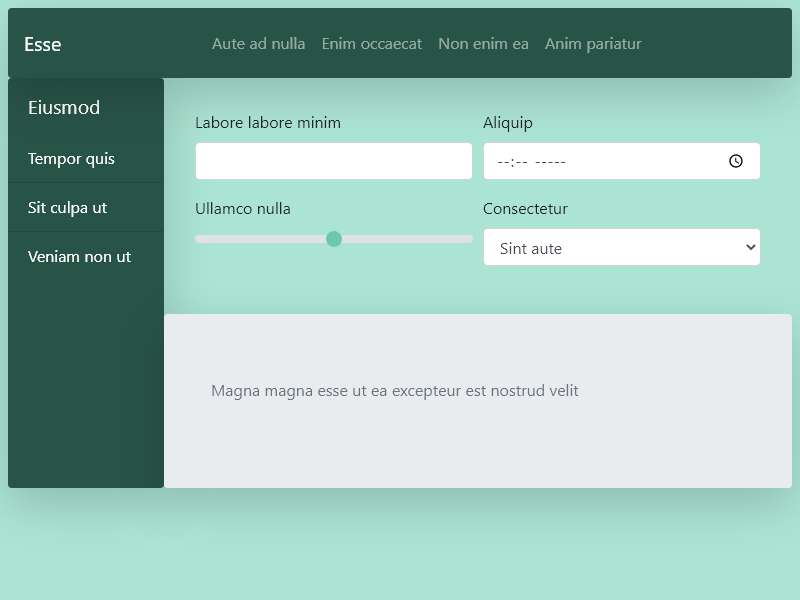 Esse
Aute ad nulla Enim occaecat Non enim ea Anim pariatur
Eiusmod
Tempor quis
Sit culpa ut
Veniam non ut
Labore labore minim
Aliquip
--:-- -----
Ullamco nulla
Consectetur
Sint aute
Magna magna esse ut ea excepteur est nostrud velit